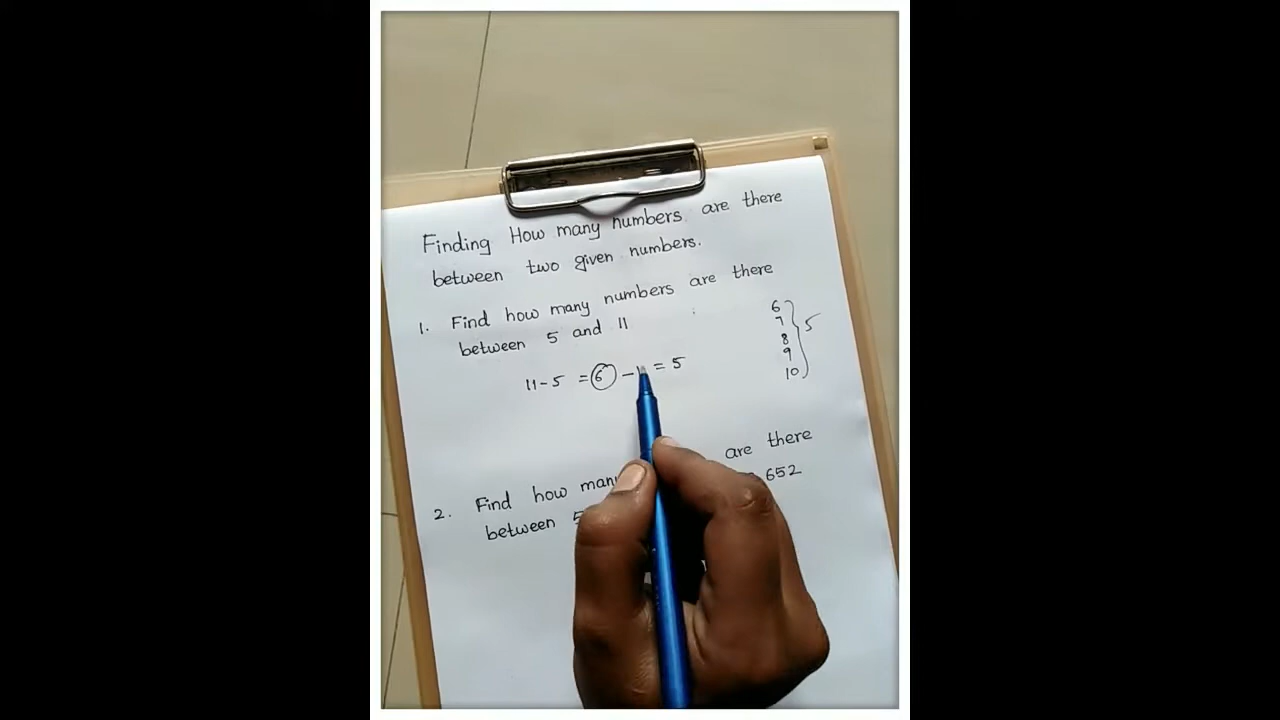 Finding How many numbers are there
between two given numbers.
1. Find how many numbers are there
between 5 and 11
11-5 = 6 - = 5
6
7
8
9
10
5
2. Find how many are there
between 652